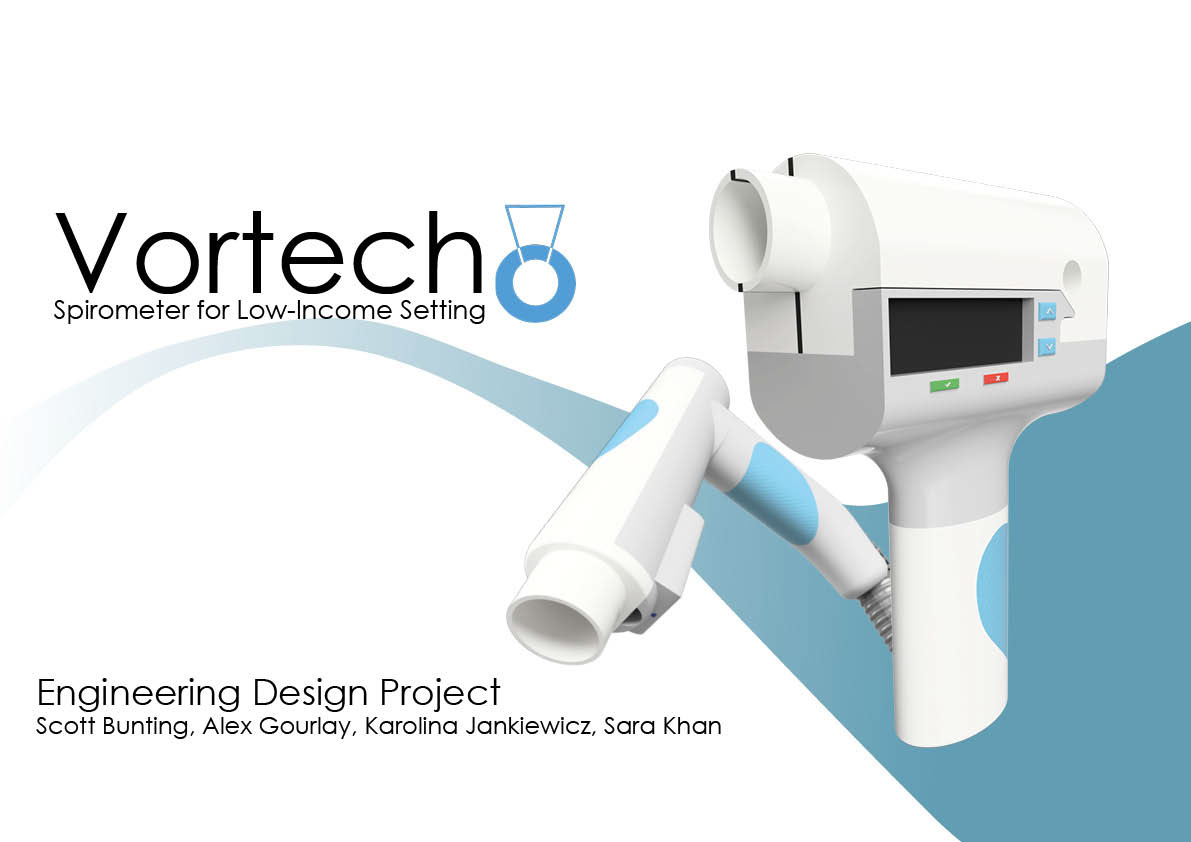 Vortech
Spirometer for Low-Income Setting
Engineering Design Project
Scott Bunting, Alex Gourlay, Karolina Jankiewicz, Sara Khan